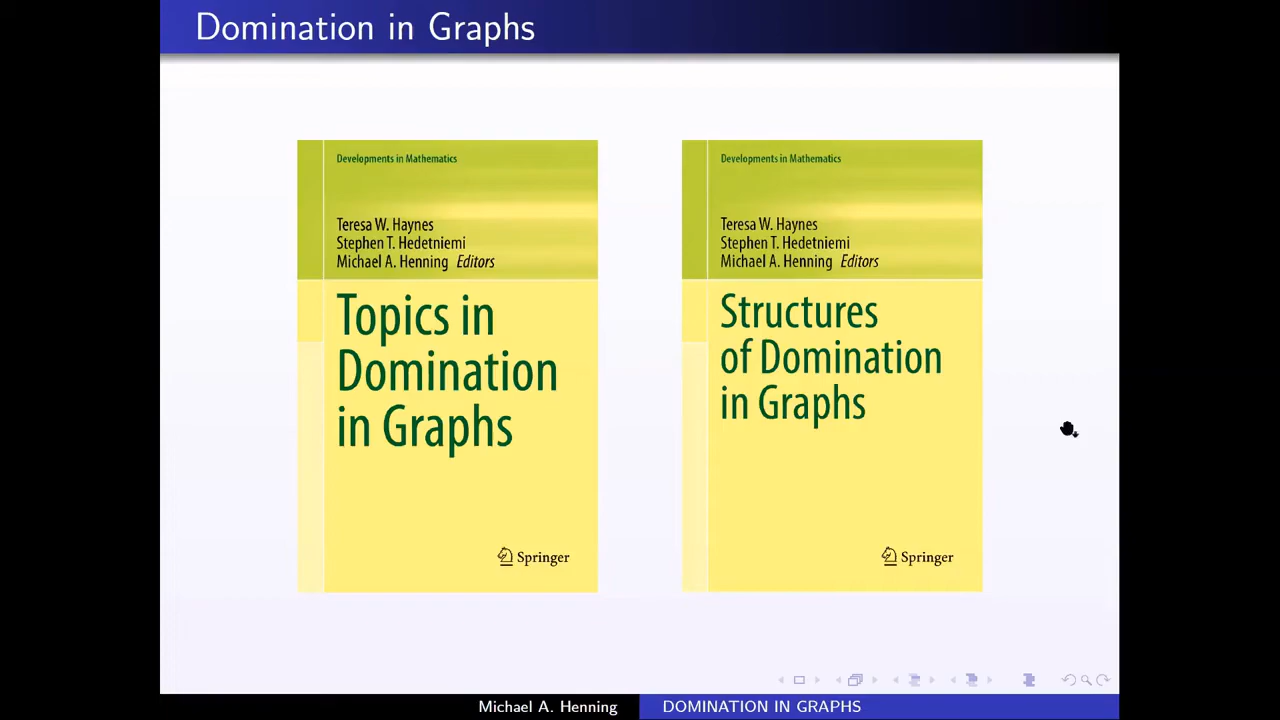 Domination in Graphs
Developments in Mathematics
Teresa W. Haynes
Stephen T. Hedetniemi
Michael A. Henning Editors
Topics in
Domination
in Graphs
Springer
Developments in Mathematics
Teresa W. Haynes
Stephen T. Hedetniemi
Michael A. Henning Editors
Structures
of Domination
in Graphs
Springer
Michael A. Henning
DOMINATION IN GRAPHS